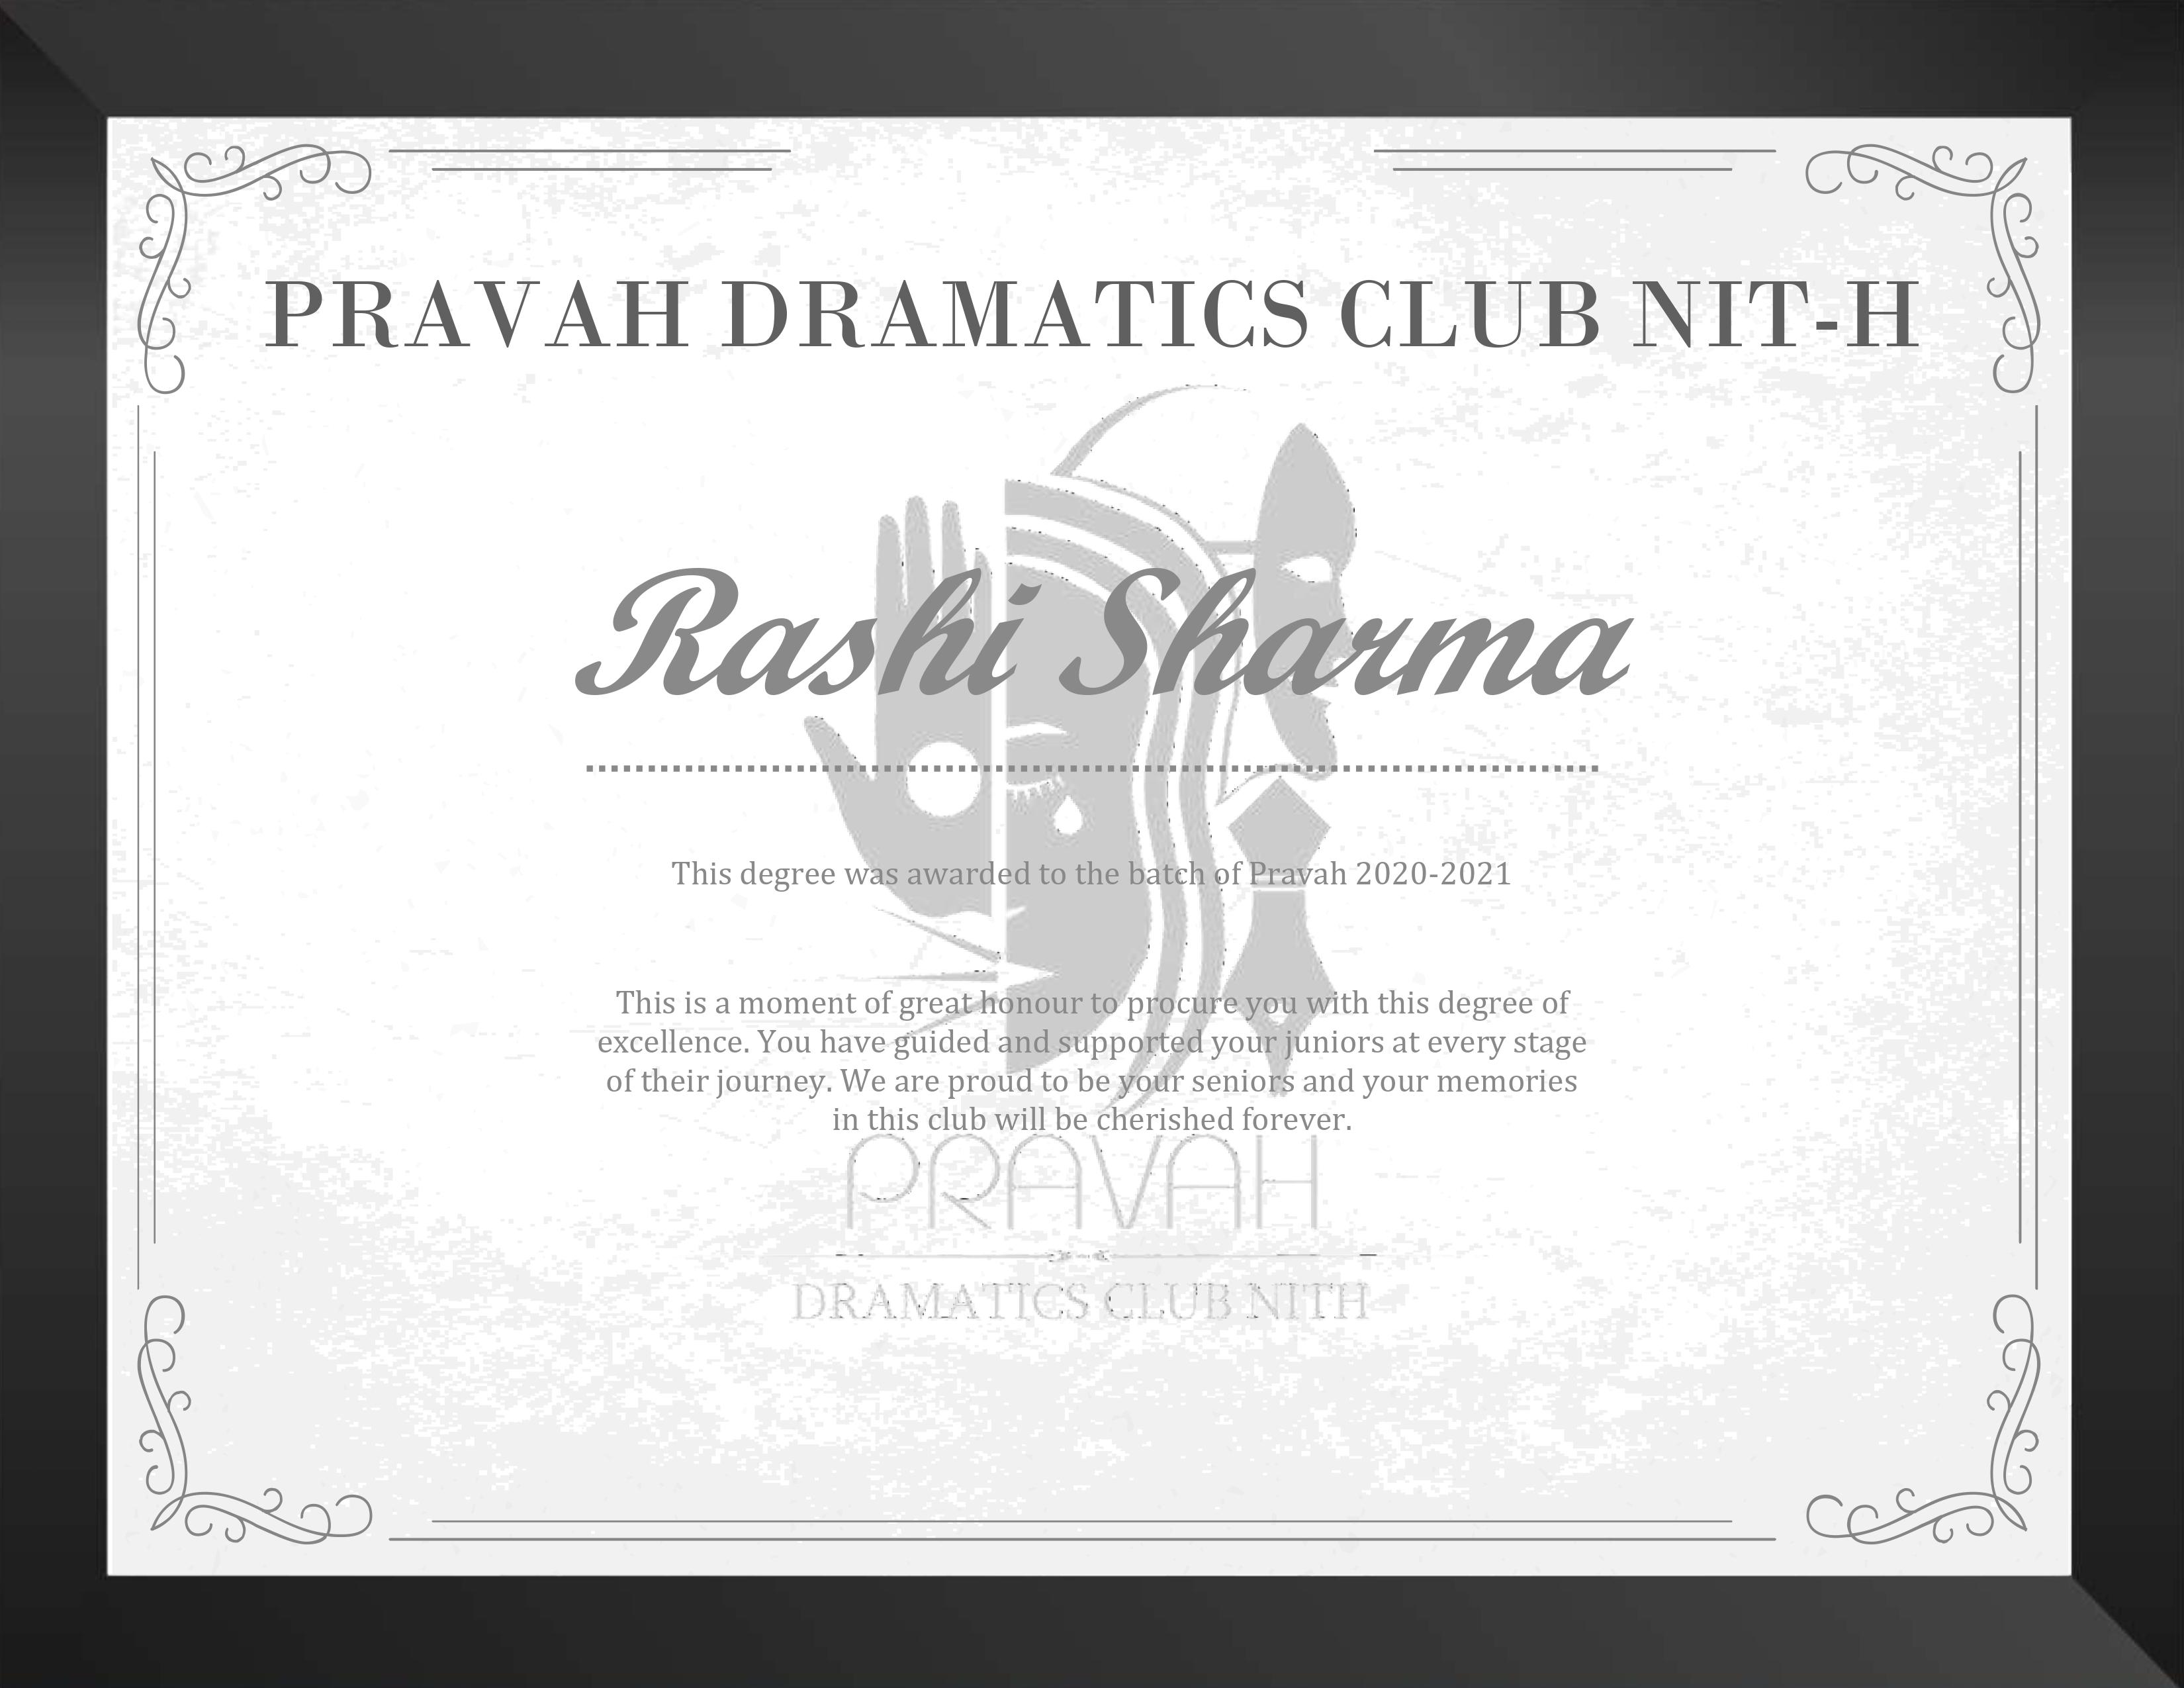 PRAVAH DRAMATICS CLUB NIT-H
Rashi Sharma
This degree was awarded to the batch of Pravah 2020-2021
This is a moment of great honour to procure you with this degree of
excellence. You have guided and supported your juniors at every stage
of their journey. We are proud to be your seniors and your memories
in this club will be cherished forever.
PRAVAH
DRAMATICS CLUB NITH